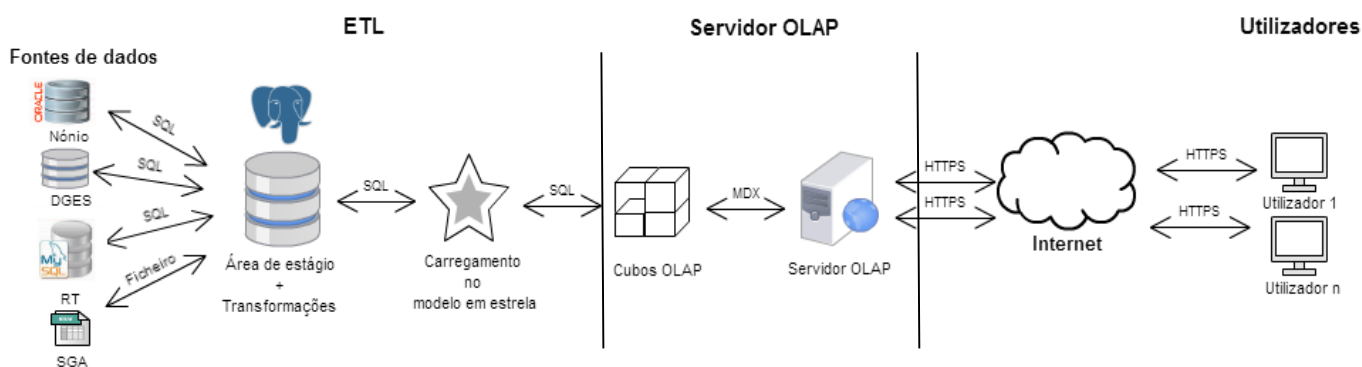 ETL
Servidor OLAP
Utilizadores
Fontes de dados
ORACLE
Nónio
SQL
DGES
SQL
SQL
My
SQL
RT
Ficheiro
SGA
Área de estágio
+
Transformações
SQL
Carregamento
no
modelo em estrela
SQL
Cubos OLAP
MDX
Servidor OLAP
HTTPS
HTTPS
Internet
HTTPS
HTTPS
Utilizador 1
Utilizador n